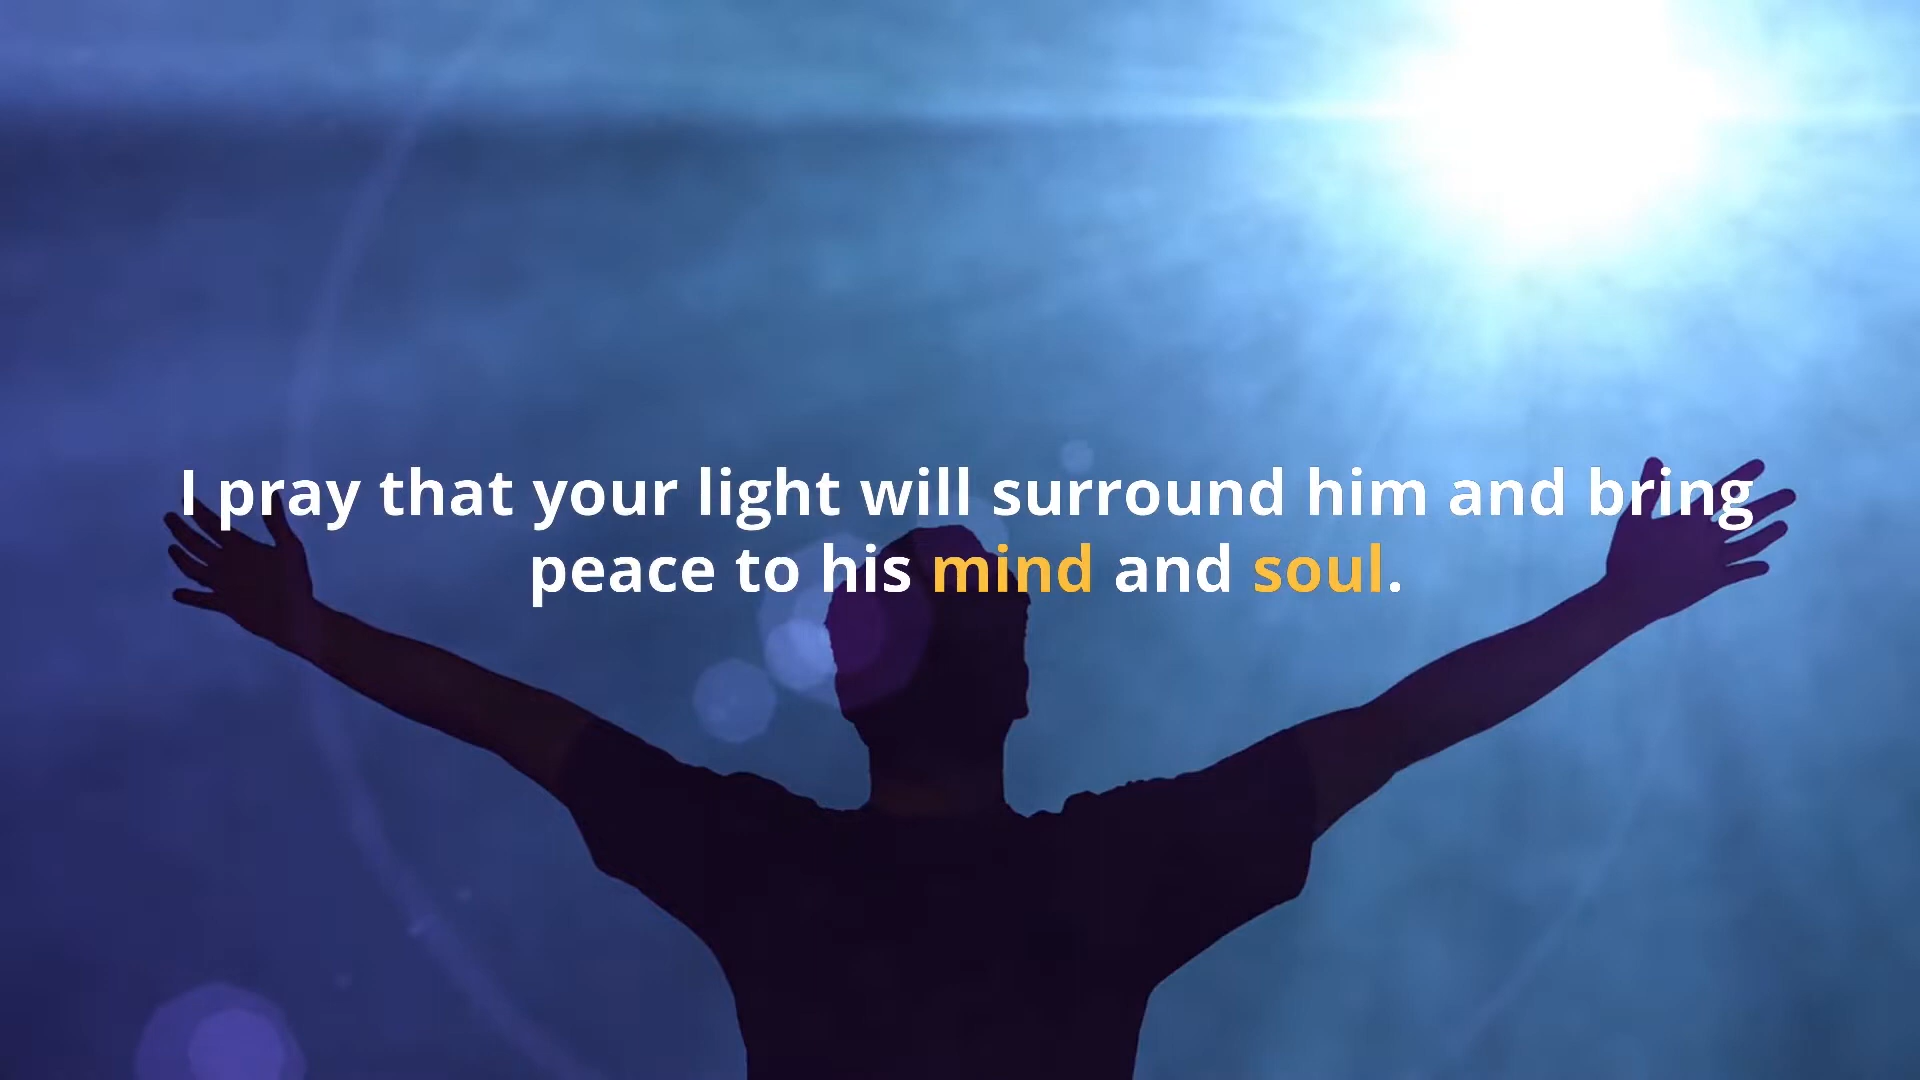 I pray that your light will surround him and bring
peace to his mind and soul.